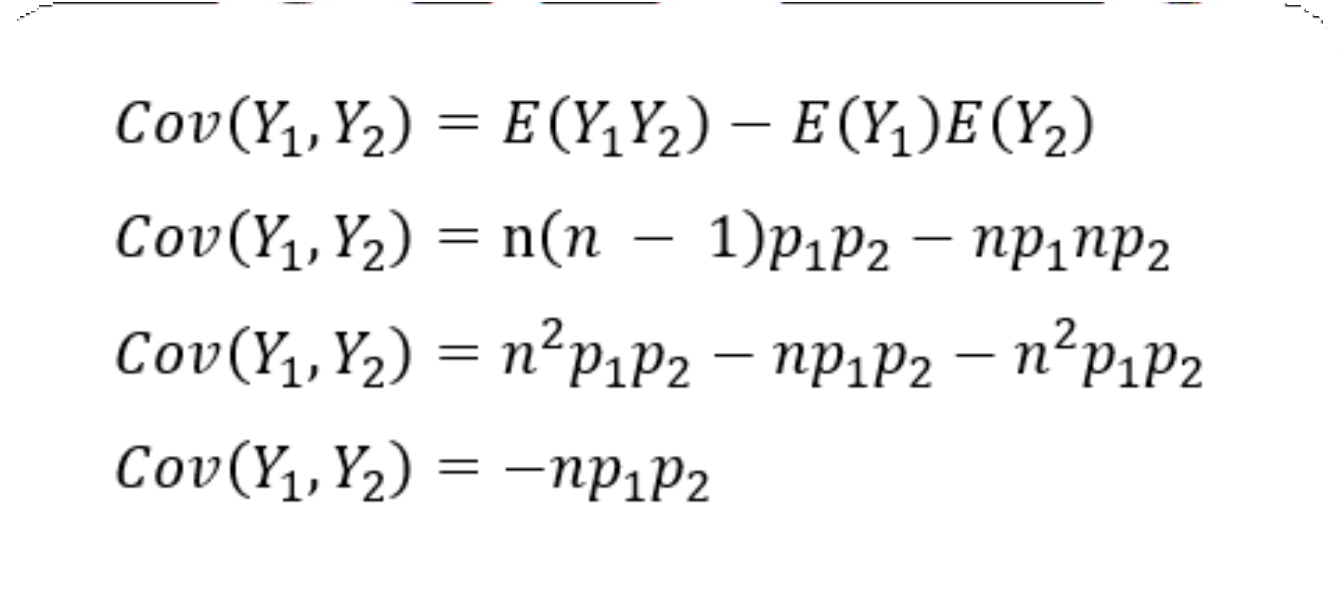 Cov(Y₁, Y₂) = E(Y₁Y₂) − E(Y₁)E(Y₂)
Cov(Y₁, Y₂) = n(n − 1)p₁p₂ − np₁np₂
Cov(Y₁, Y₂) = n²p₁p₂ − np₁p₂ − n²p₁p₂
Cov(Y₁, Y₂) = −np₁p₂